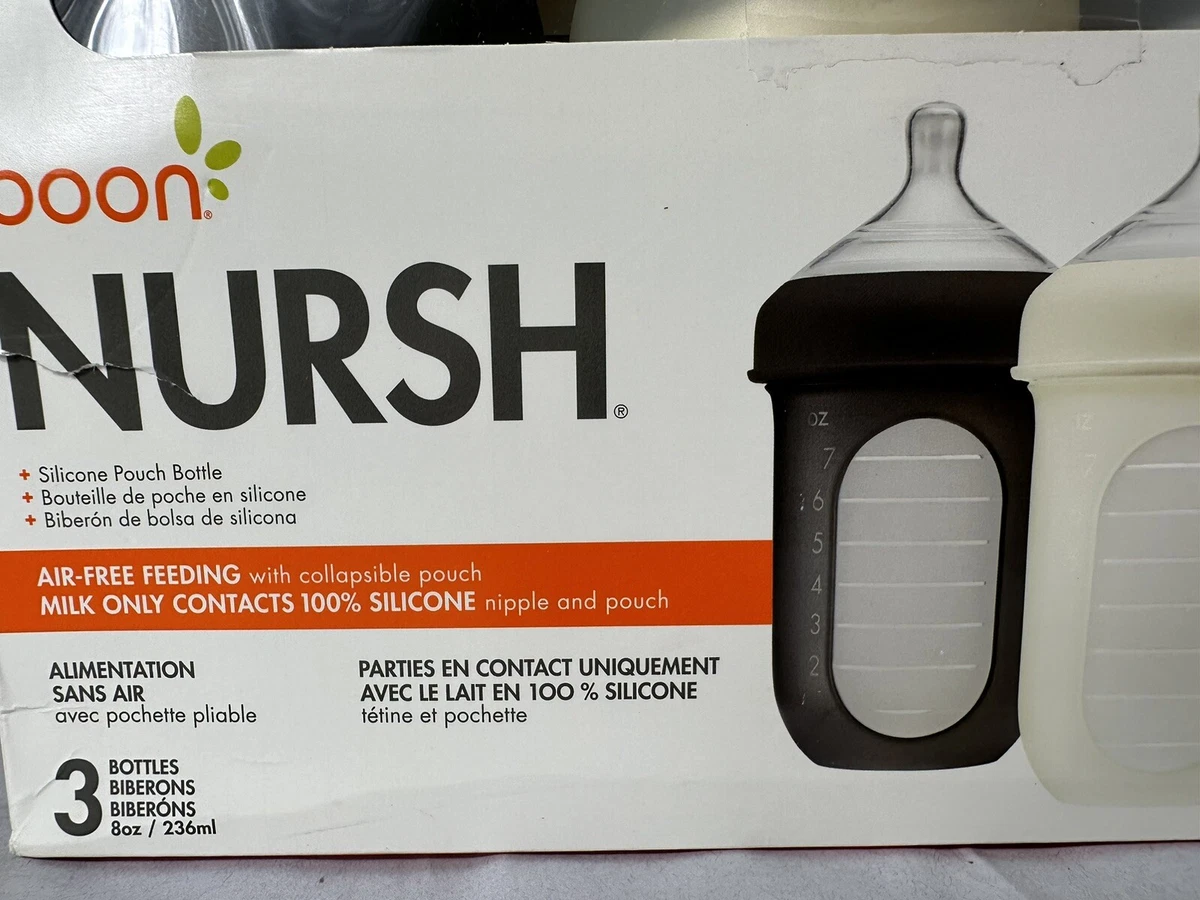 boon®
NURSH®
+ Silicone Pouch Bottle
+ Bouteille de poche en silicone
+ Biberón de bolsa de silicona
AIR-FREE FEEDING with collapsible pouch
MILK ONLY CONTACTS 100% SILICONE nipple and pouch
ALIMENTATION
SANS AIR
avec pochette pliable
PARTIES EN CONTACT UNIQUEMENT
AVEC LE LAIT EN 100 % SILICONE
tétine et pochette
3
BOTTLES
BIBERONS
BIBERÓNS
8oz / 236ml
oz
7
6
5
4
3
2